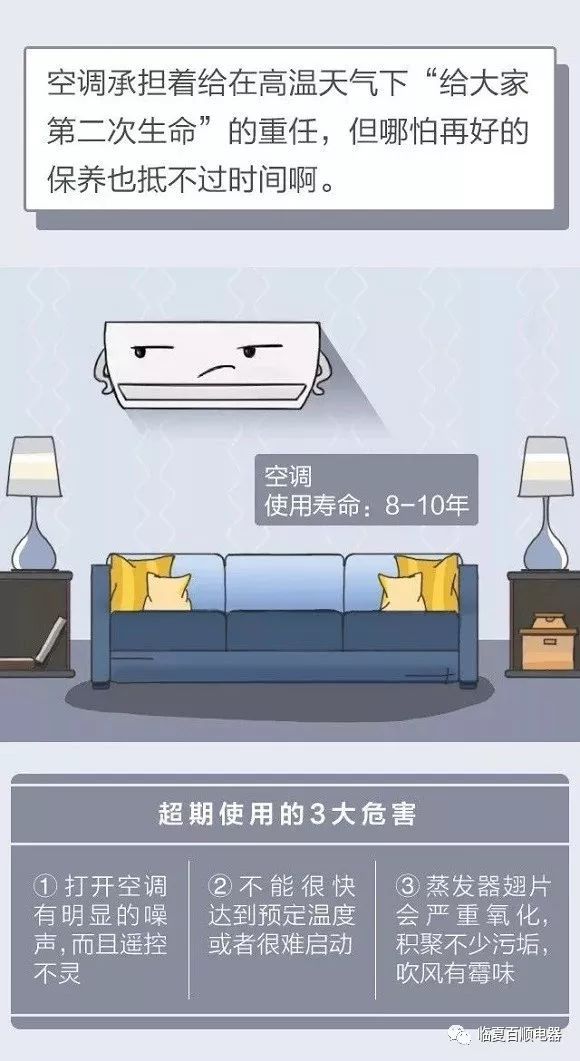 空调承担着给在高温天气下“给大家
第二次生命”的重任，但哪怕再好的
保养也抵不过时间啊。
空调
使用寿命：8-10年
超期使用的3大危害
① 打开空调
有明显的噪
声，而且遥控
不灵
② 不能很快
达到预定温度
或者很难启动
③ 蒸发器翅片
会严重氧化，
积聚不少污垢，
吹风有霉味
临夏百顺电器